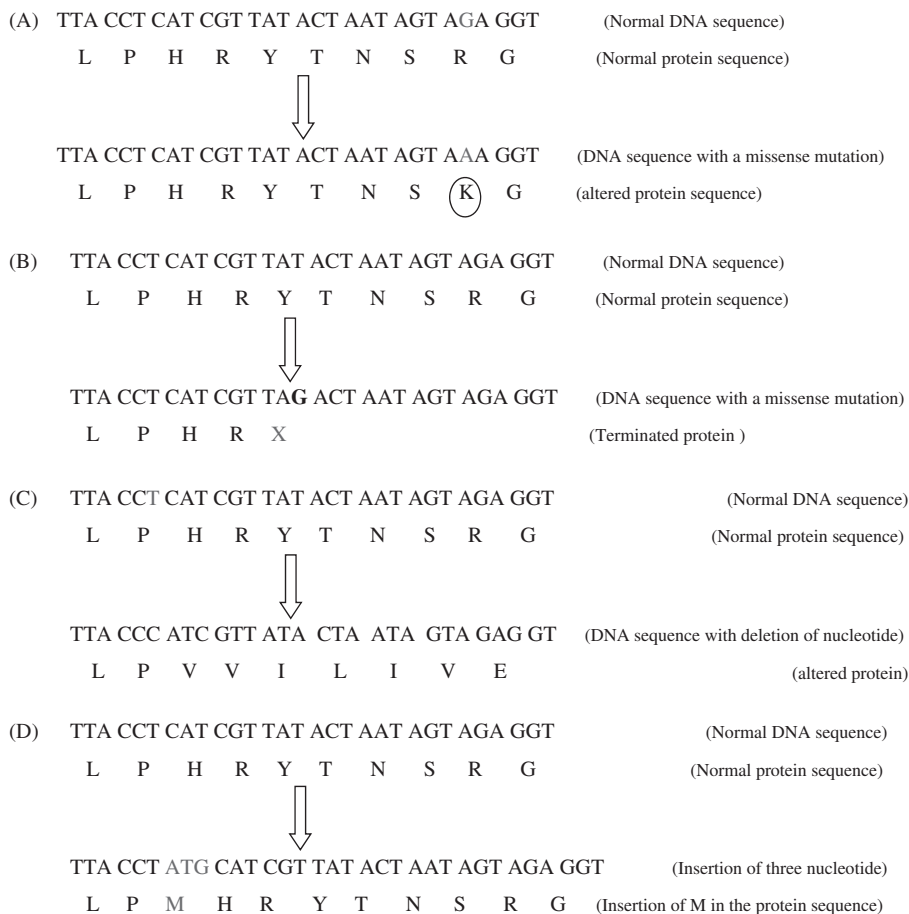 (A) TTA CCT CAT CGT TAT ACT AAT AGT AGA GGT (Normal DNA sequence)
L P H R Y T N S R G (Normal protein sequence)
TTA CCT CAT CGT TAT ACT AAT AGT AAA GGT (DNA sequence with a missense mutation)
L P H R Y T N S K G (altered protein sequence)
(B) TTA CCT CAT CGT TAT ACT AAT AGT AGA GGT (Normal DNA sequence)
L P H R Y T N S R G (Normal protein sequence)
TTA CCT CAT CGT TAG ACT AAT AGT AGA GGT (DNA sequence with a missense mutation)
L P H R X (Terminated protein )
(C) TTA CCT CAT CGT TAT ACT AAT AGT AGA GGT (Normal DNA sequence)
L P H R Y T N S R G (Normal protein sequence)
TTA CCC ATC GTT ATA CTA ATA GTA GAG GT (DNA sequence with deletion of nucleotide)
L P V V I L I V E (altered protein)
(D) TTA CCT CAT CGT TAT ACT AAT AGT AGA GGT (Normal DNA sequence)
L P H R Y T N S R G (Normal protein sequence)
TTA CCT ATG CAT CGT TAT ACT AAT AGT AGA GGT (Insertion of three nucleotide)
L P M H R Y T N S R G (Insertion of M in the protein sequence)